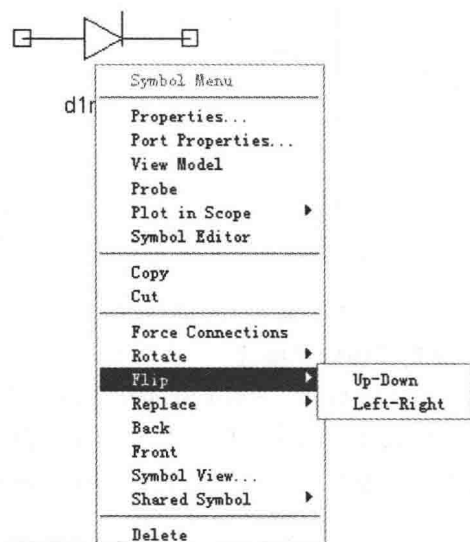 d1r
Symbol Menu
Properties...
Port Properties...
View Model
Probe
Plot in Scope
Symbol Editor
Copy
Cut
Force Connections
Rotate
Flip
Up-Down
Replace
Left-Right
Back
Front
Symbol View...
Shared Symbol
Delete